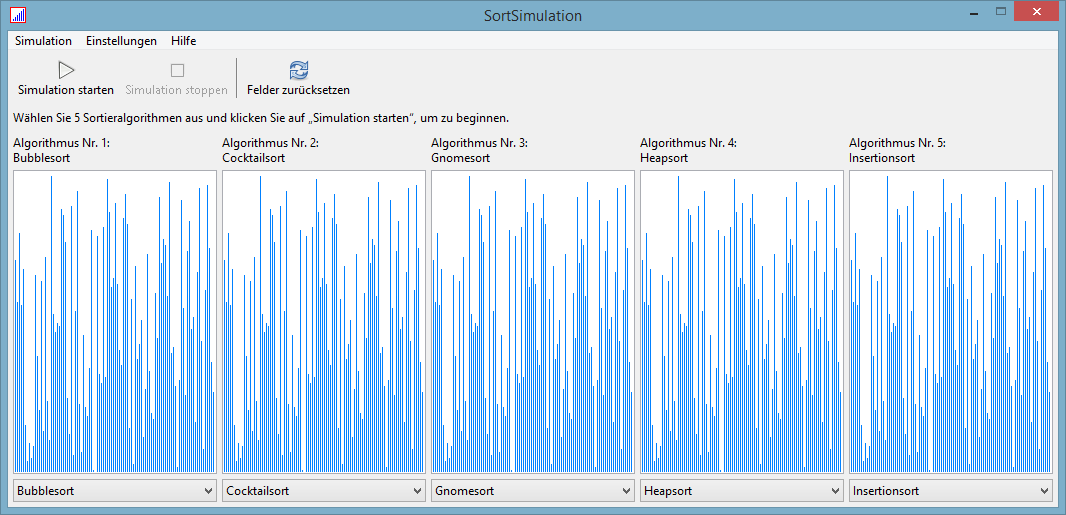 SortSimulation
Simulation Einstellungen Hilfe
Simulation starten Simulation stoppen Felder zurücksetzen
Wählen Sie 5 Sortieralgorithmen aus und klicken Sie auf „Simulation starten“, um zu beginnen.
Algorithmus Nr. 1: Algorithmus Nr. 2: Algorithmus Nr. 3: Algorithmus Nr. 4: Algorithmus Nr. 5:
Bubblesort Cocktailsort Gnomesort Heapsort Insertionsort
Bubblesort Cocktailsort Gnomesort Heapsort Insertionsort